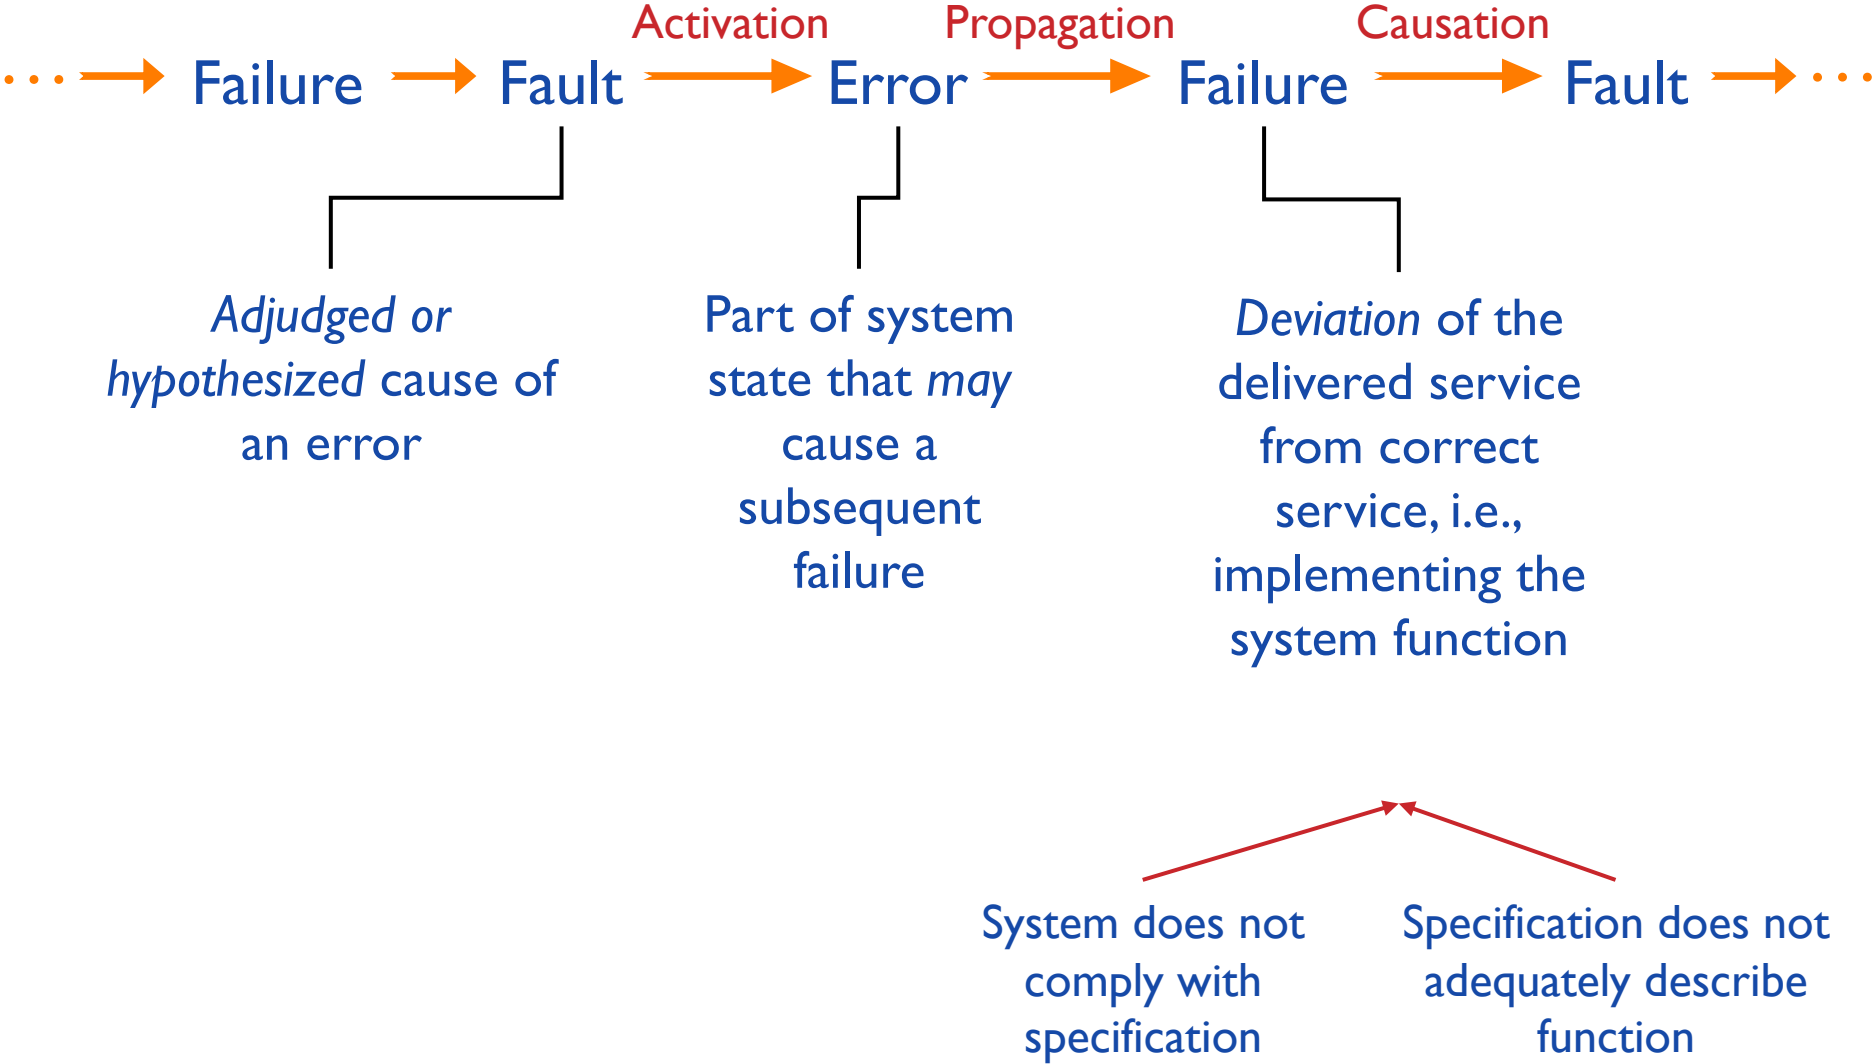 Activation Propagation Causation
... Failure Fault Error Failure Fault ...
Adjudged or
hypothesized cause of
an error
Part of system
state that may
cause a
subsequent
failure
Deviation of the
delivered service
from correct
service, i.e.,
implementing the
system function
System does not
comply with
specification
Specification does not
adequately describe
function